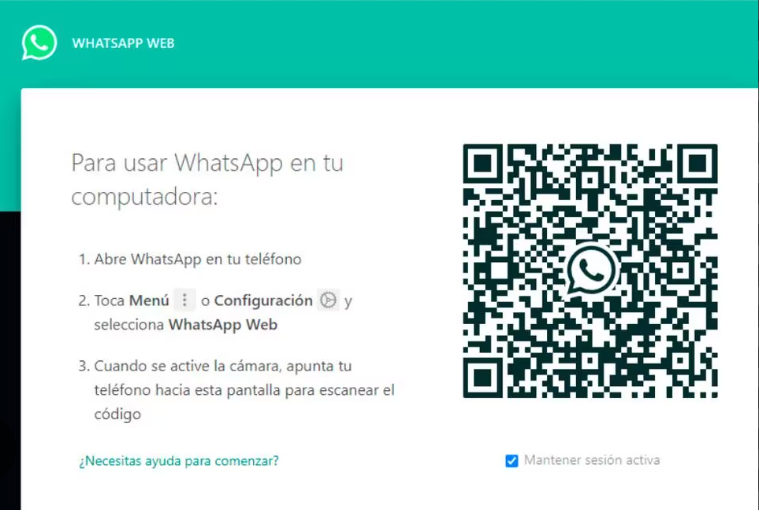 WHATSAPP WEB
Para usar WhatsApp en tu
computadora:
1. Abre WhatsApp en tu teléfono
2. Toca Menú o Configuración y
selecciona WhatsApp Web
3. Cuando se active la cámara, apunta tu
teléfono hacia esta pantalla para escanear el
código
¿Necesitas ayuda para comenzar?
Mantener sesión activa